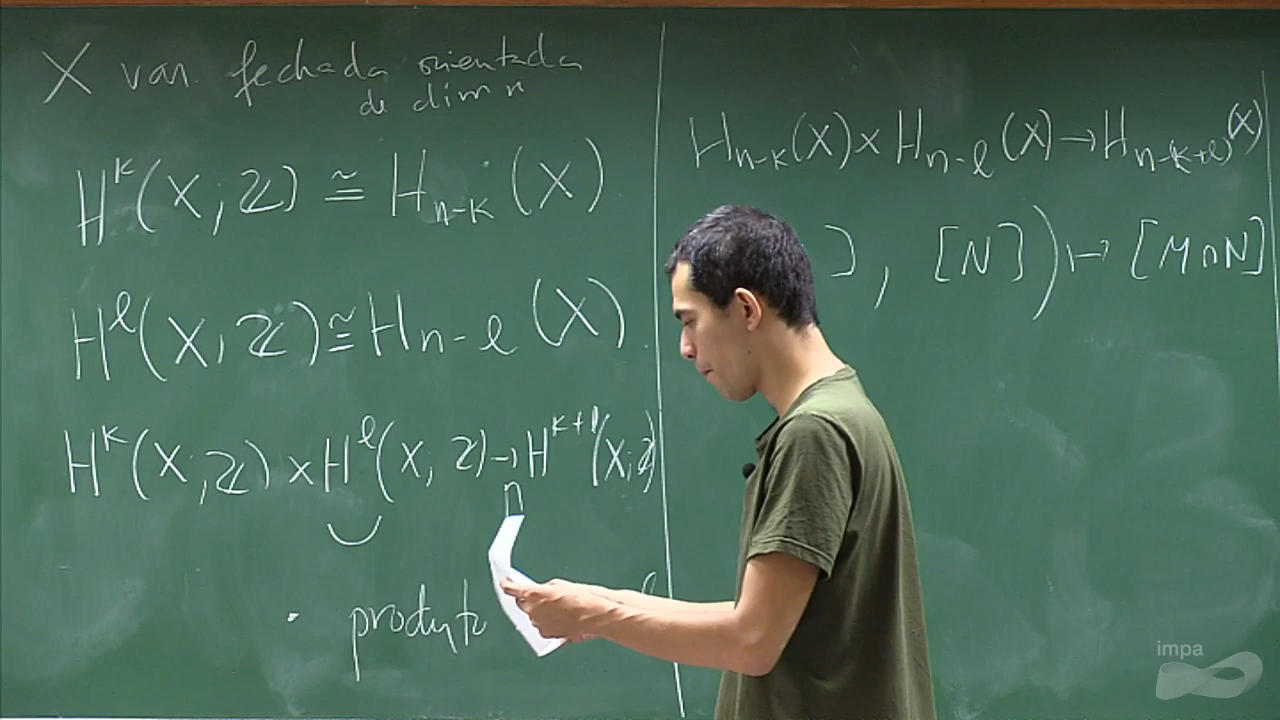 X var. fechada orientada
de dim n
H^k(X; Z) ≅ H_{n-k}(X)
H^l(X; Z) ≅ H_{n-l}(X)
H^k(X; Z) × H^l(X; Z) → H^{k+l}(X; Z)
∪
• produto
H_{n-k}(X) × H_{n-l}(X) → H_{n-(k+l)}(X)
], [N]) ↦ [M∩N]
impa